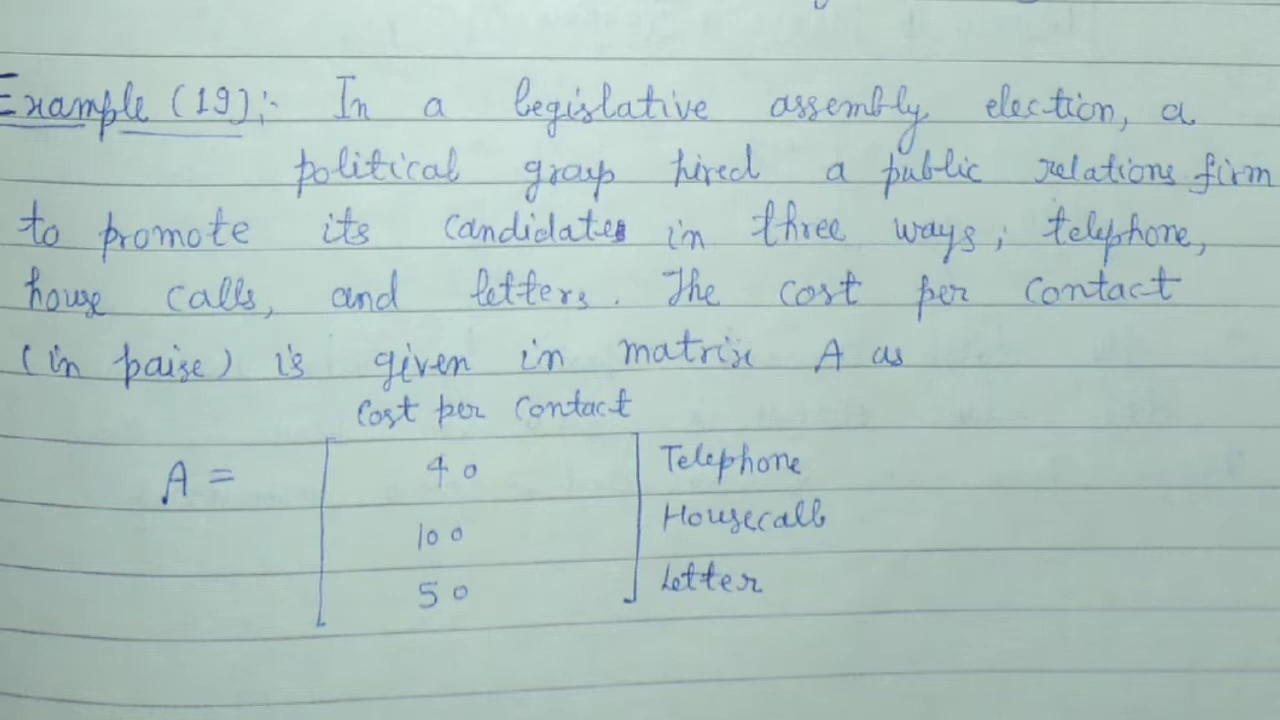 Example (19):- In a legislative assembly election, a
political group hired a public relations firm
to promote its candidates in three ways; telephone,
house calls, and letters. The cost per contact
(in paise) is given in matrix A as
Cost per Contact
A = [ 40 ] Telephone
100 Housecall
50 Letter